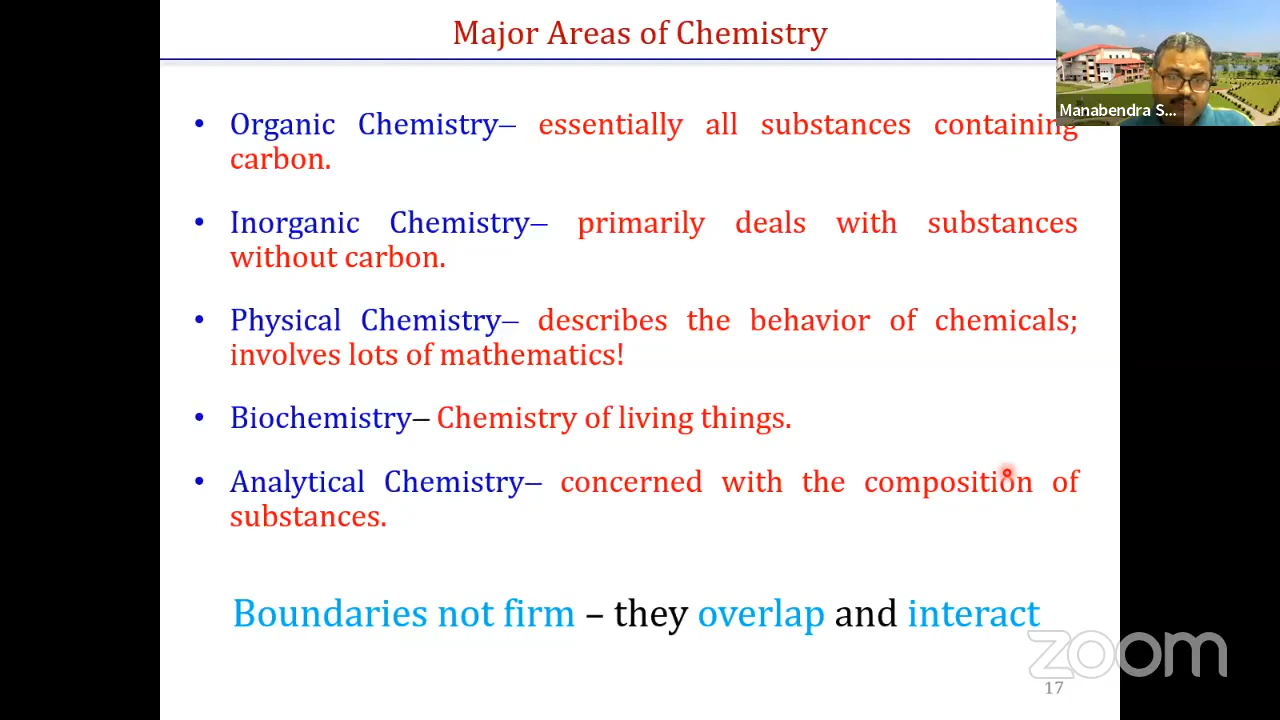 Major Areas of Chemistry
Manabendra S...
• Organic Chemistry– essentially all substances containing
carbon.
• Inorganic Chemistry– primarily deals with substances
without carbon.
• Physical Chemistry– describes the behavior of chemicals;
involves lots of mathematics!
• Biochemistry– Chemistry of living things.
• Analytical Chemistry– concerned with the composition of
substances.
Boundaries not firm – they overlap and interact
zoom
17